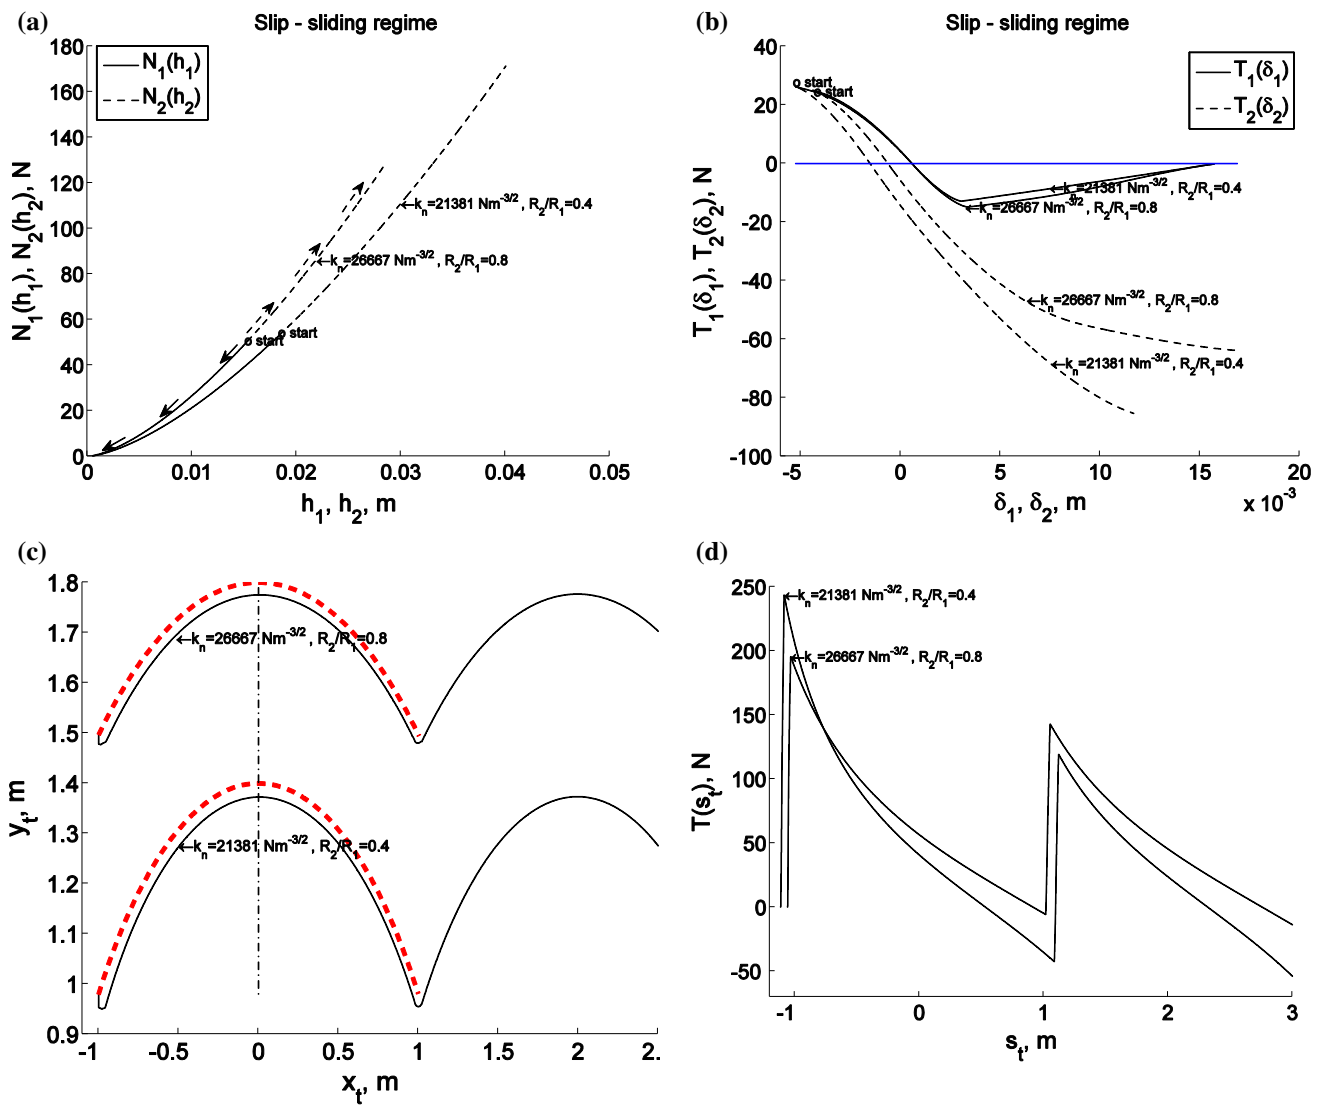 (a)
Slip - sliding regime
180
160
140
120
100
80
60
40
20
0
N1(h1), N2(h2), N
N1(h1)
N2(h2)
kn=21381 Nm-3/2 , R2/R1=0.4
kn=26667 Nm-3/2 , R2/R1=0.8
start
start
0 0.01 0.02 0.03 0.04 0.05
h1, h2, m
(b)
Slip - sliding regime
40
20
0
-20
-40
-60
-80
-100
T1(δ1), T2(δ2), N
T1(δ1)
T2(δ2)
start
start
kn=21381 Nm-3/2 , R2/R1=0.4
kn=26667 Nm-3/2 , R2/R1=0.8
kn=26667 Nm-3/2 , R2/R1=0.8
kn=21381 Nm-3/2 , R2/R1=0.4
-5 0 5 10 15 20
δ1, δ2, m
x 10-3
(c)
1.8
1.7
1.6
1.5
1.4
1.3
1.2
1.1
1
0.9
yt, m
kn=26667 Nm-3/2 , R2/R1=0.8
kn=21381 Nm-3/2 , R2/R1=0.4
-1 -0.5 0 0.5 1 1.5 2 2.
xt, m
(d)
250
200
150
100
50
0
-50
T(st), N
kn=21381 Nm-3/2 , R2/R1=0.4
kn=26667 Nm-3/2 , R2/R1=0.8
-1 0 1 2 3
st, m